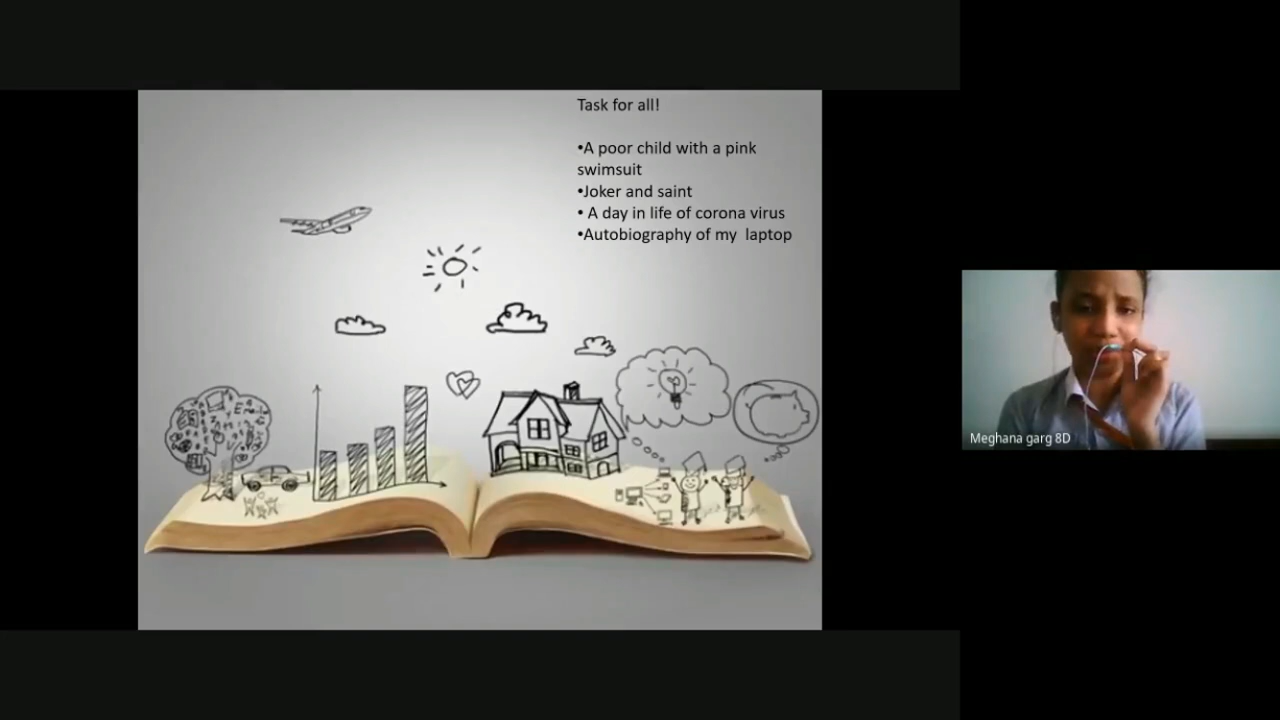 Task for all!
•A poor child with a pink
swimsuit
•Joker and saint
• A day in life of corona virus
•Autobiography of my  laptop
Meghana garg 8D